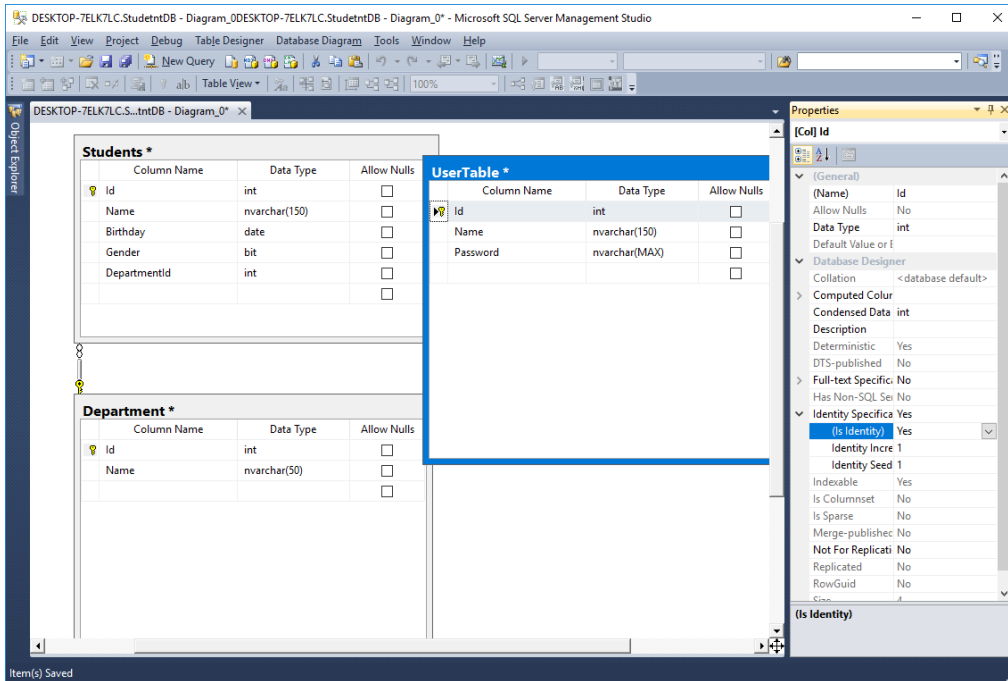 DESKTOP-7ELK7LC.StudetntDB - Diagram_0DESKTOP-7ELK7LC.StudetntDB - Diagram_0* - Microsoft SQL Server Management Studio
File Edit View Project Debug Table Designer Database Diagram Tools Window Help
New Query
ab Table View 100%
DESKTOP-7ELK7LC.S...tntDB - Diagram_0*
Object Explorer
Students *
Column Name Data Type Allow Nulls
Id int
Name nvarchar(150)
Birthday date
Gender bit
DepartmentId int
UserTable *
Column Name Data Type Allow Nulls
Id int
Name nvarchar(150)
Password nvarchar(MAX)
Department *
Column Name Data Type Allow Nulls
Id int
Name nvarchar(50)
Properties
[Col] Id
(General)
(Name) Id
Allow Nulls No
Data Type int
Default Value or
Database Designer
Collation <database default>
Computed Colur
Condensed Data int
Description
Deterministic Yes
DTS-published No
Full-text Specific No
Has Non-SQL Ser No
Identity Specifica Yes
(Is Identity) Yes
Identity Incre 1
Identity Seed 1
Indexable Yes
Is Columnset No
Is Sparse No
Merge-published No
Not For Replicati No
Replicated No
RowGuid No
Size 4
(Is Identity)
Item(s) Saved